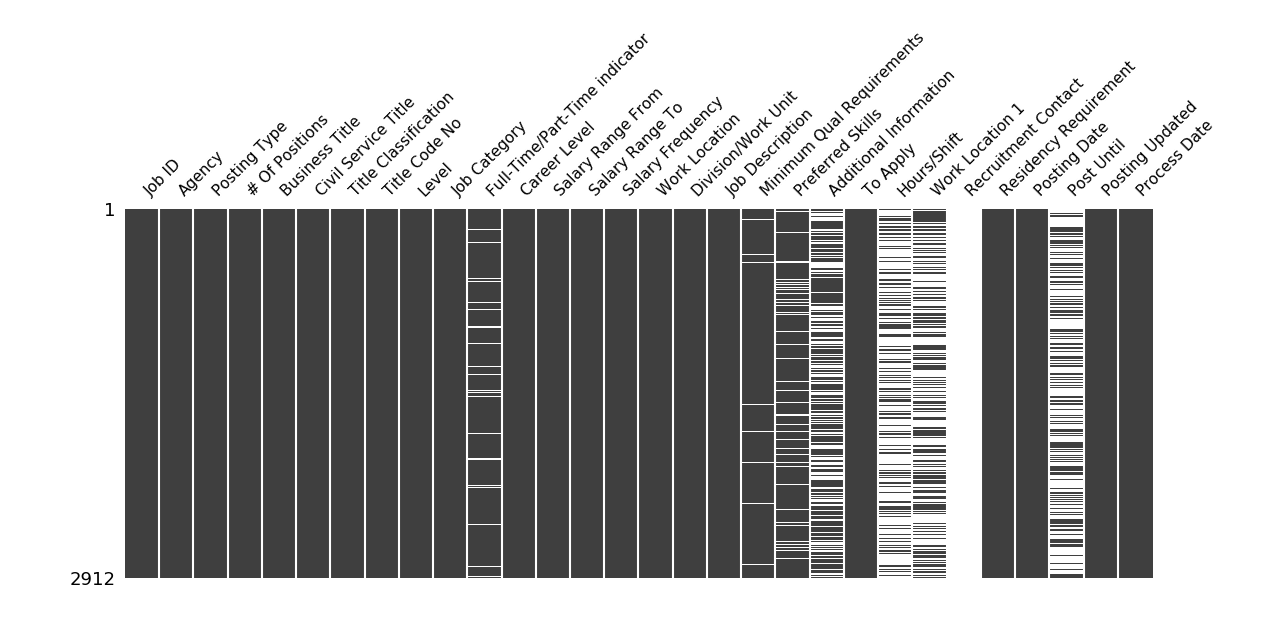 Job ID
Agency
Posting Type
# Of Positions
Business Title
Civil Service Title
Title Classification
Title Code No
Level
Job Category
Full-Time/Part-Time indicator
Career Level
Salary Range From
Salary Range To
Salary Frequency
Work Location
Division/Work Unit
Job Description
Minimum Qual Requirements
Preferred Skills
Additional Information
To Apply
Hours/Shift
Work Location 1
Recruitment Contact
Residency Requirement
Posting Date
Post Until
Posting Updated
Process Date
1
2912